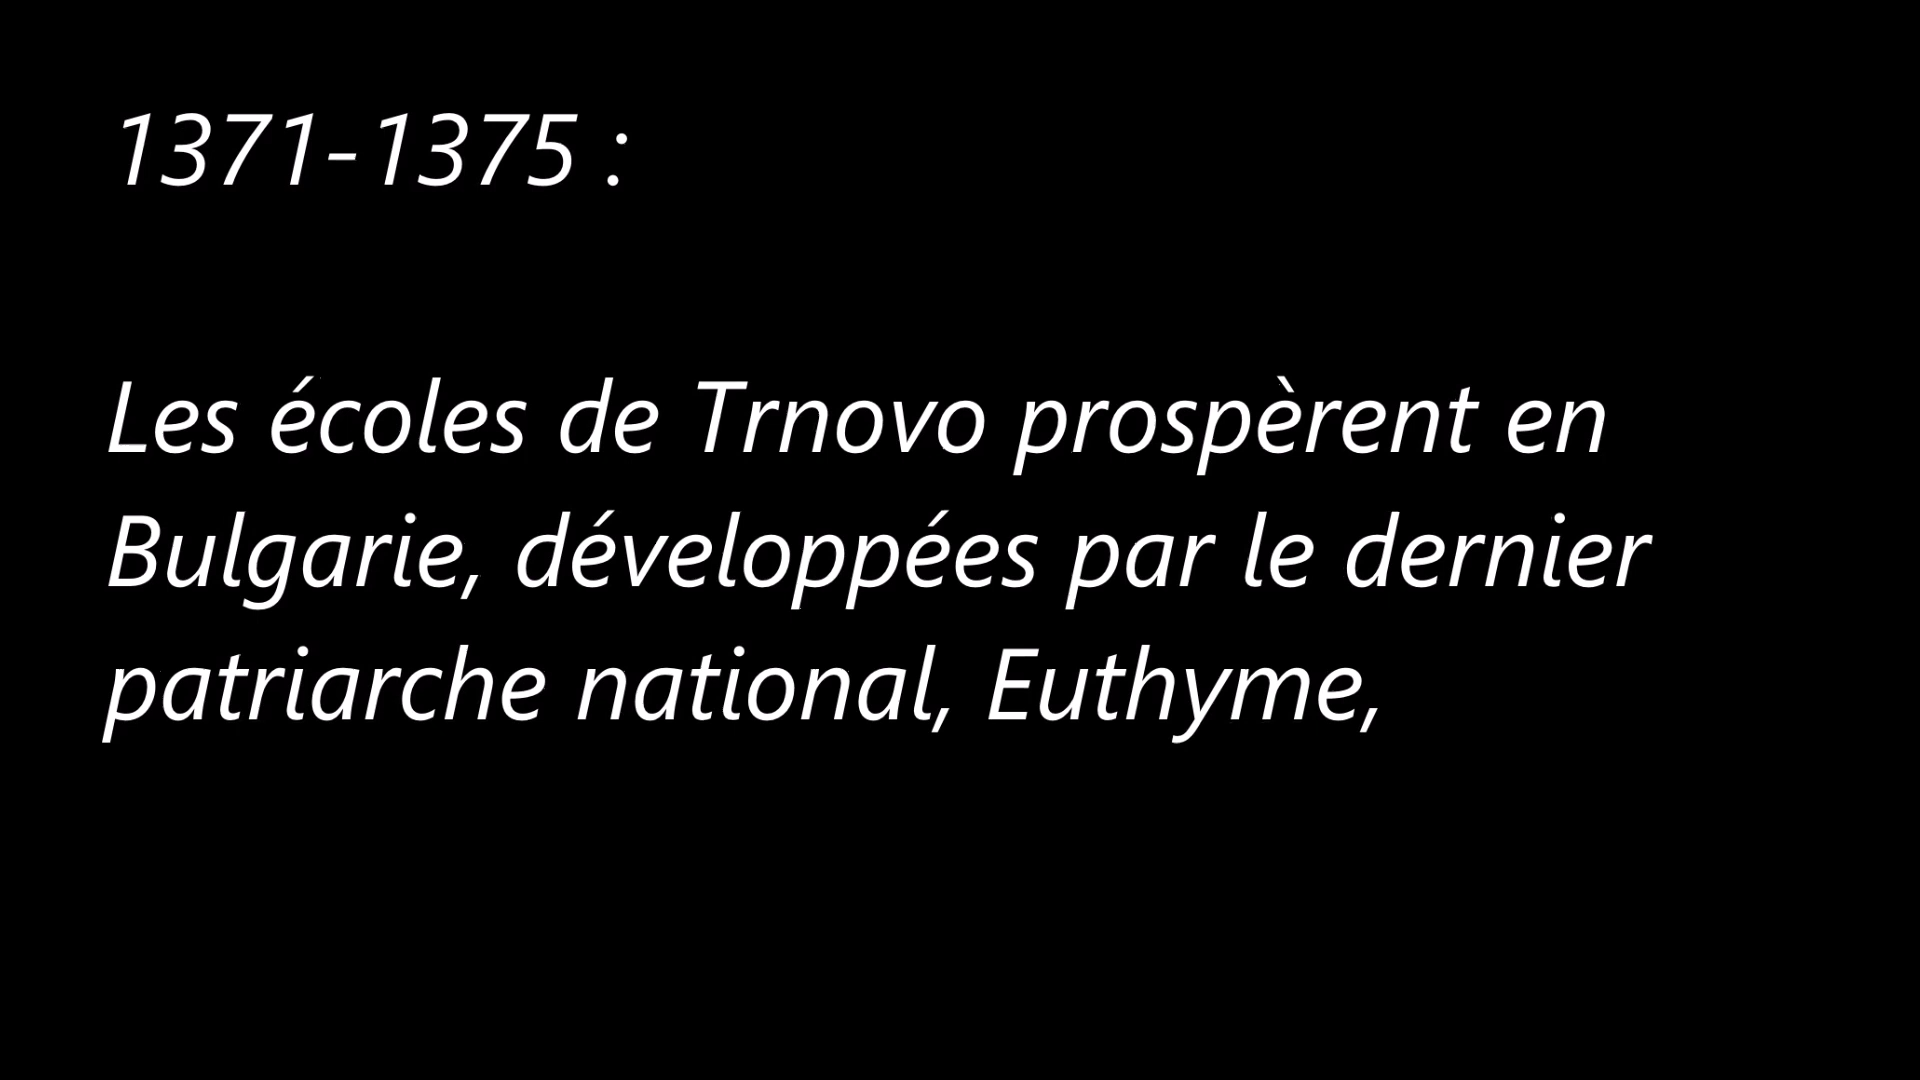 1371-1375 :
Les écoles de Trnovo prospèrent en
Bulgarie, développées par le dernier
patriarche national, Euthyme,